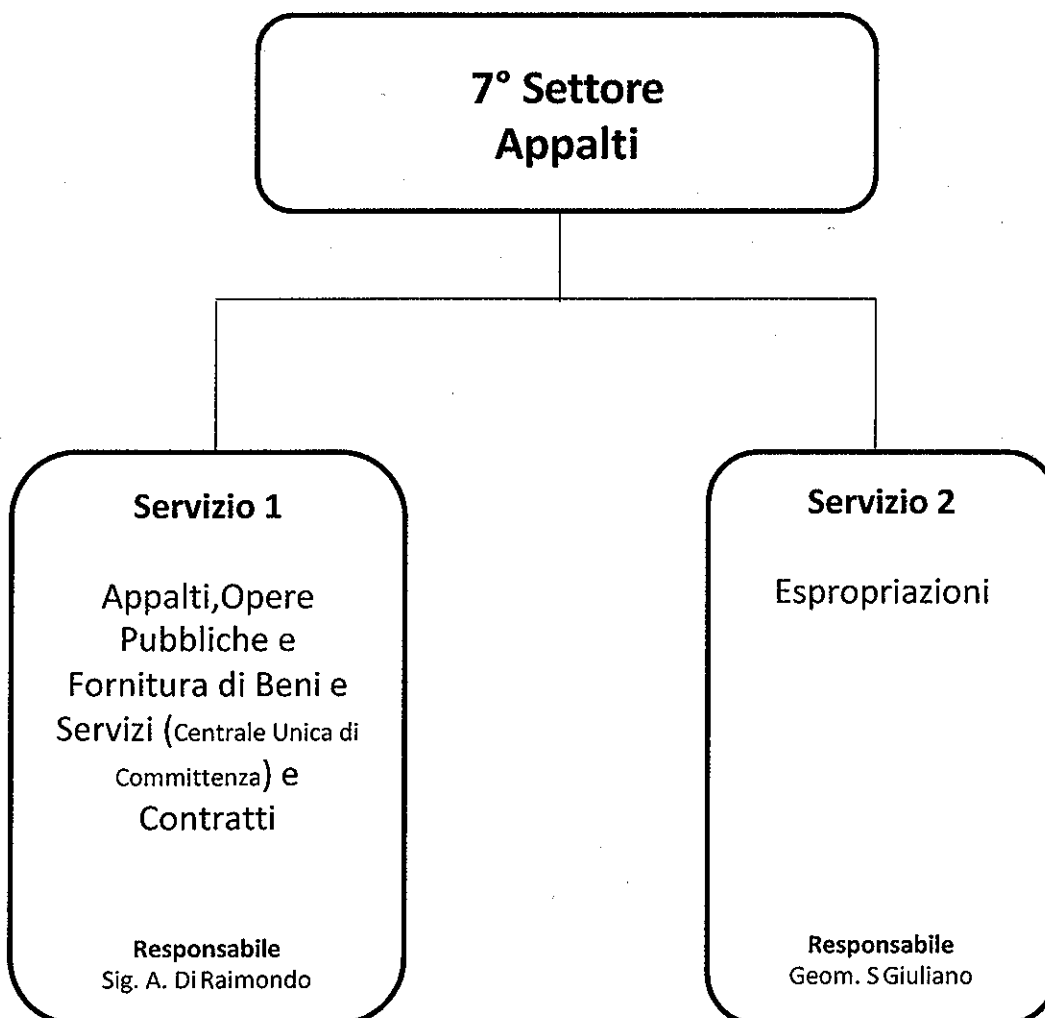 7° Settore
Appalti
Servizio 1
Appalti,Opere
Pubbliche e
Fornitura di Beni e
Servizi (Centrale Unica di
Committenza) e
Contratti
Responsabile
Sig. A. Di Raimondo
Servizio 2
Espropriazioni
Responsabile
Geom. S Giuliano